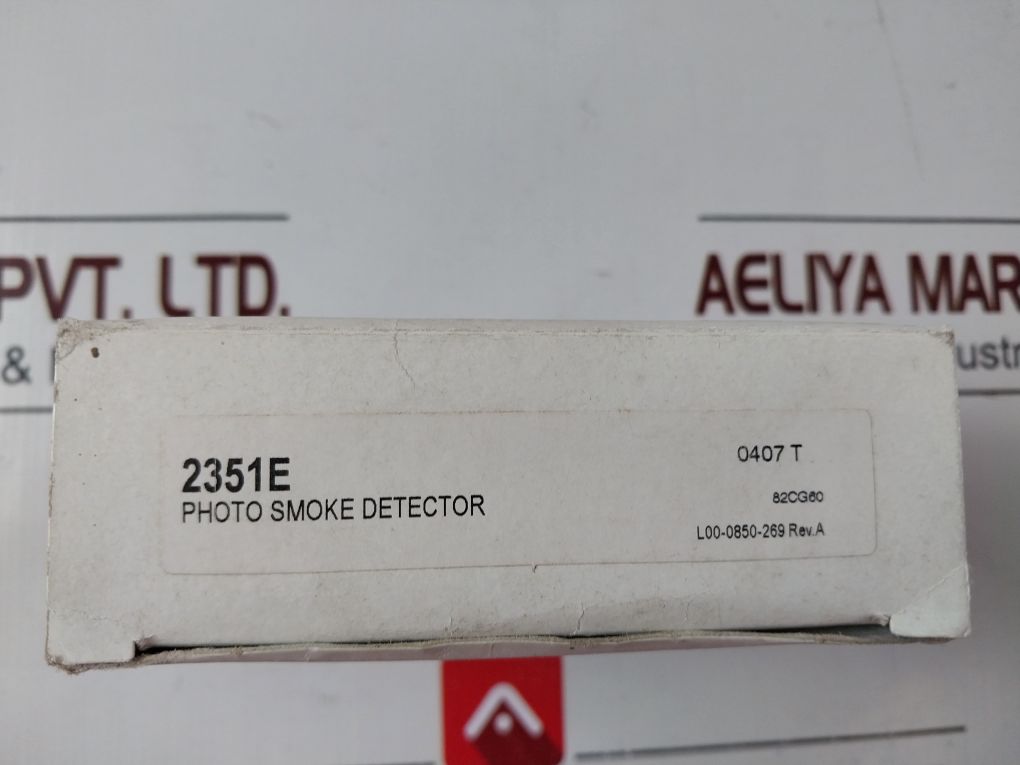 PVT. LTD.
AELIYA MAR
&
ustr
2351E
PHOTO SMOKE DETECTOR
0407 T
82CG60
L00-0850-269 Rev.A